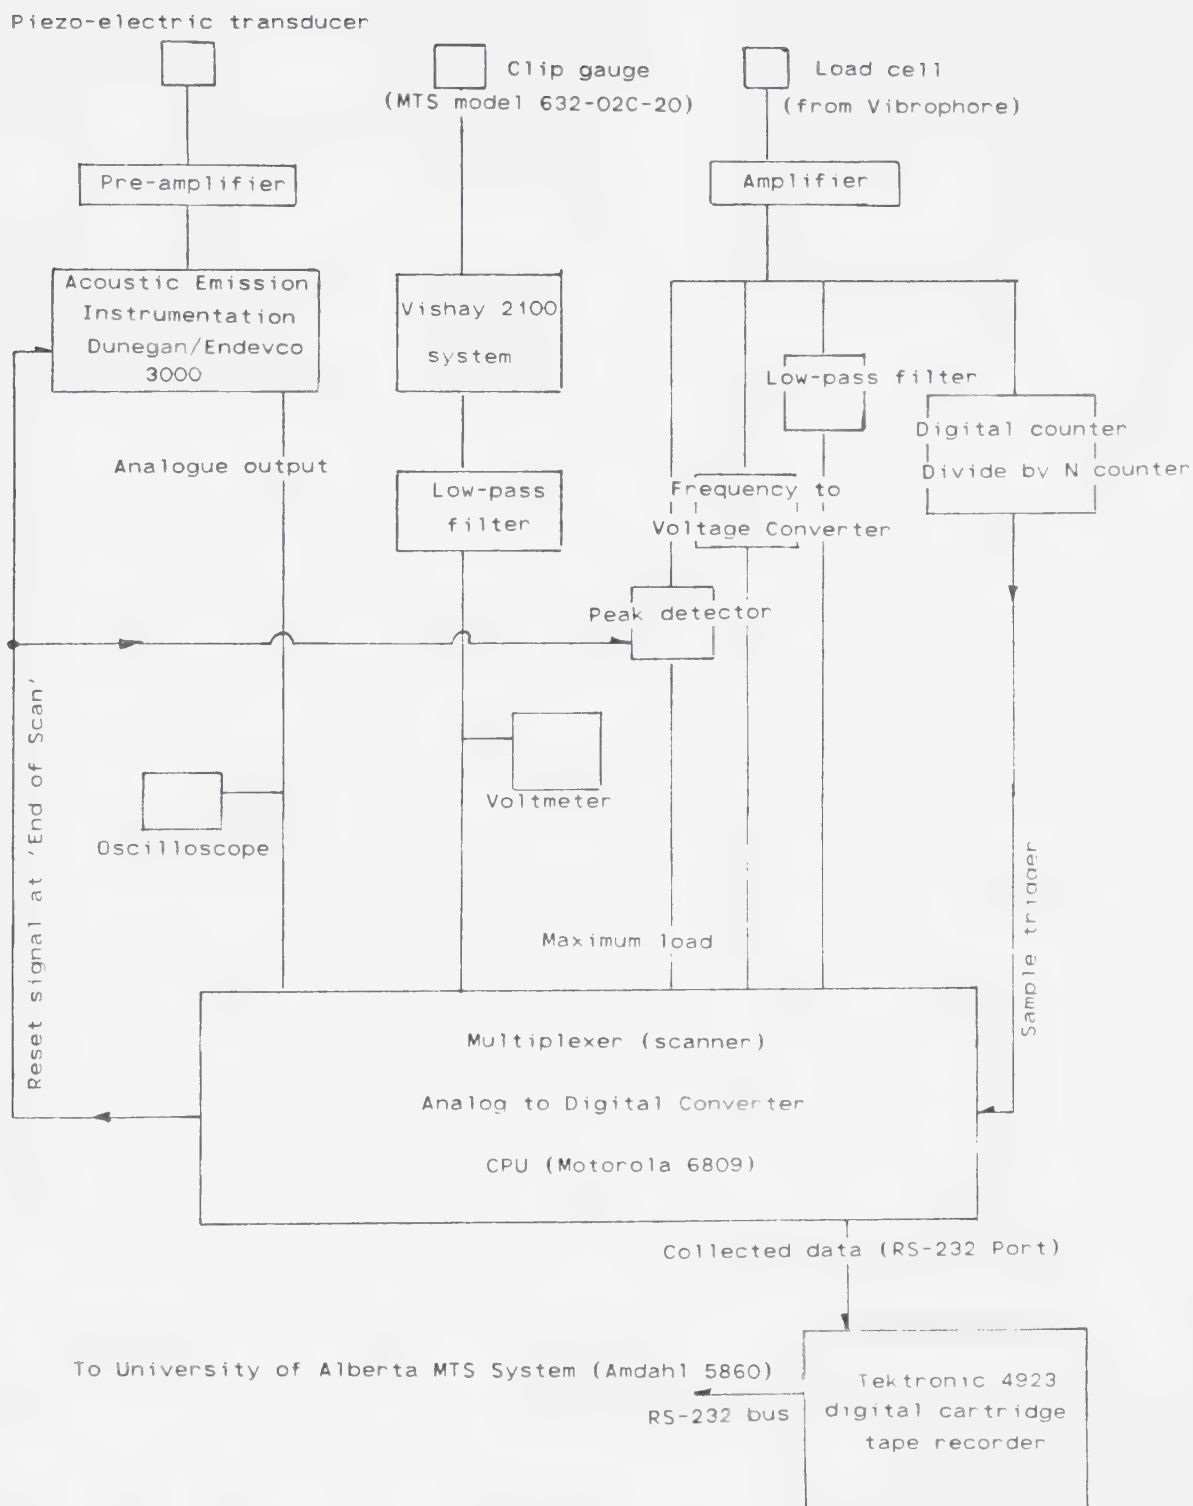 Piezo-electric transducer
Clip gauge
(MTS model 632-02C-20)
Load cell
(from Vibrophore)
Pre-amplifier
Amplifier
Acoustic Emission
Instrumentation
Dunegan/Endevco
3000
Vishay 2100
system
Low-pass filter
Digital counter
Divide by N counter
Analogue output
Low-pass
filter
Frequency to
Voltage Converter
Peak detector
Reset signal at 'End of Scan'
Voltmeter
Oscilloscope
Sample trigger
Maximum load
Multiplexer (scanner)
Analog to Digital Converter
CPU (Motorola 6809)
Collected data (RS-232 Port)
To University of Alberta MTS System (Amdahl 5860)
RS-232 bus
Tektronic 4923
digital cartridge
tape recorder